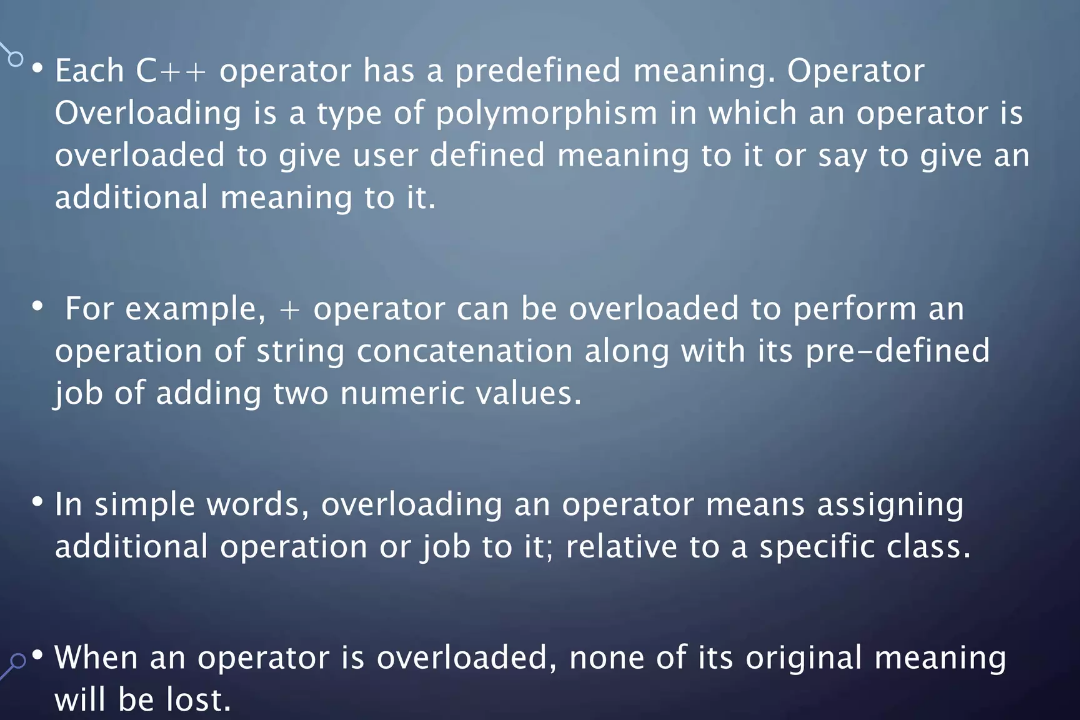 • Each C++ operator has a predefined meaning. Operator
Overloading is a type of polymorphism in which an operator is
overloaded to give user defined meaning to it or say to give an
additional meaning to it.
• For example, + operator can be overloaded to perform an
operation of string concatenation along with its pre-defined
job of adding two numeric values.
• In simple words, overloading an operator means assigning
additional operation or job to it; relative to a specific class.
• When an operator is overloaded, none of its original meaning
will be lost.